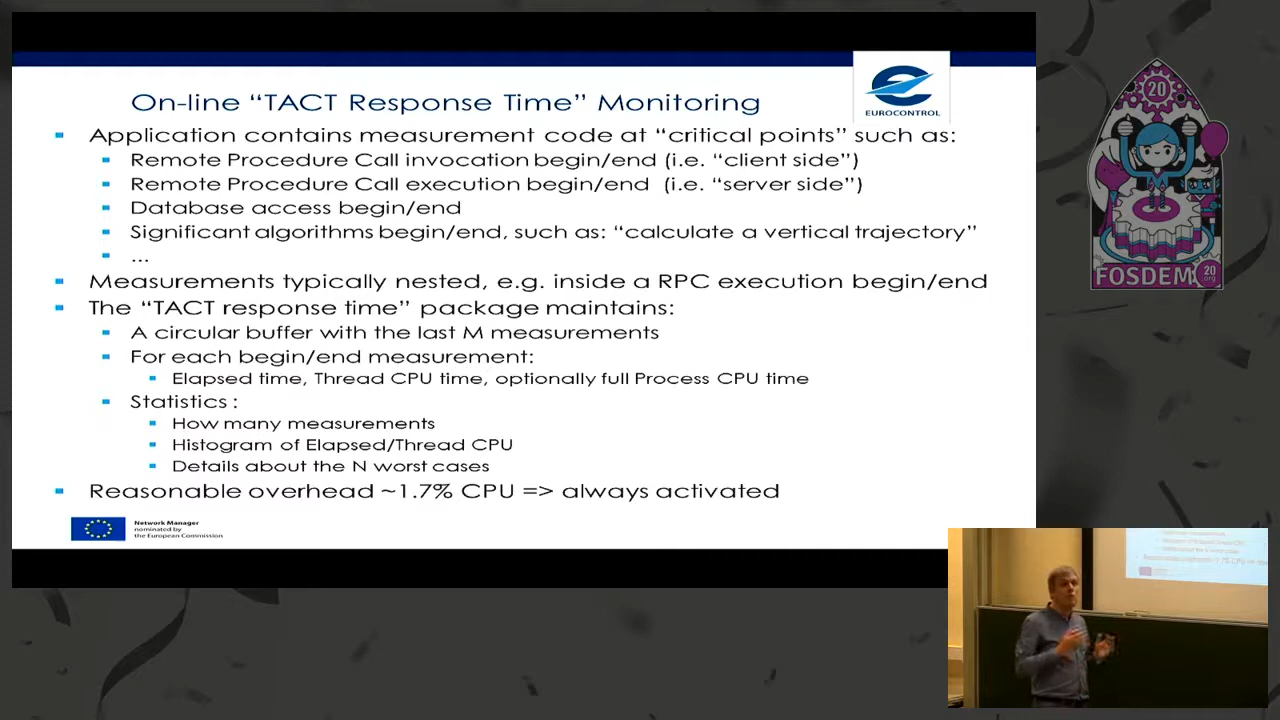 On-line “TACT Response Time” Monitoring
EUROCONTROL
Application contains measurement code at “critical points” such as:
Remote Procedure Call invocation begin/end (i.e. “client side”)
Remote Procedure Call execution begin/end (i.e. “server side”)
Database access begin/end
Significant algorithms begin/end, such as: “calculate a vertical trajectory”
...
Measurements typically nested, e.g. inside a RPC execution begin/end
The “TACT response time” package maintains:
A circular buffer with the last M measurements
For each begin/end measurement:
Elapsed time, Thread CPU time, optionally full Process CPU time
Statistics :
How many measurements
Histogram of Elapsed/Thread CPU
Details about the N worst cases
Reasonable overhead ~1.7% CPU => always activated
Network Manager
nominated by
the European Commission
20
FOSDEM 20
.org